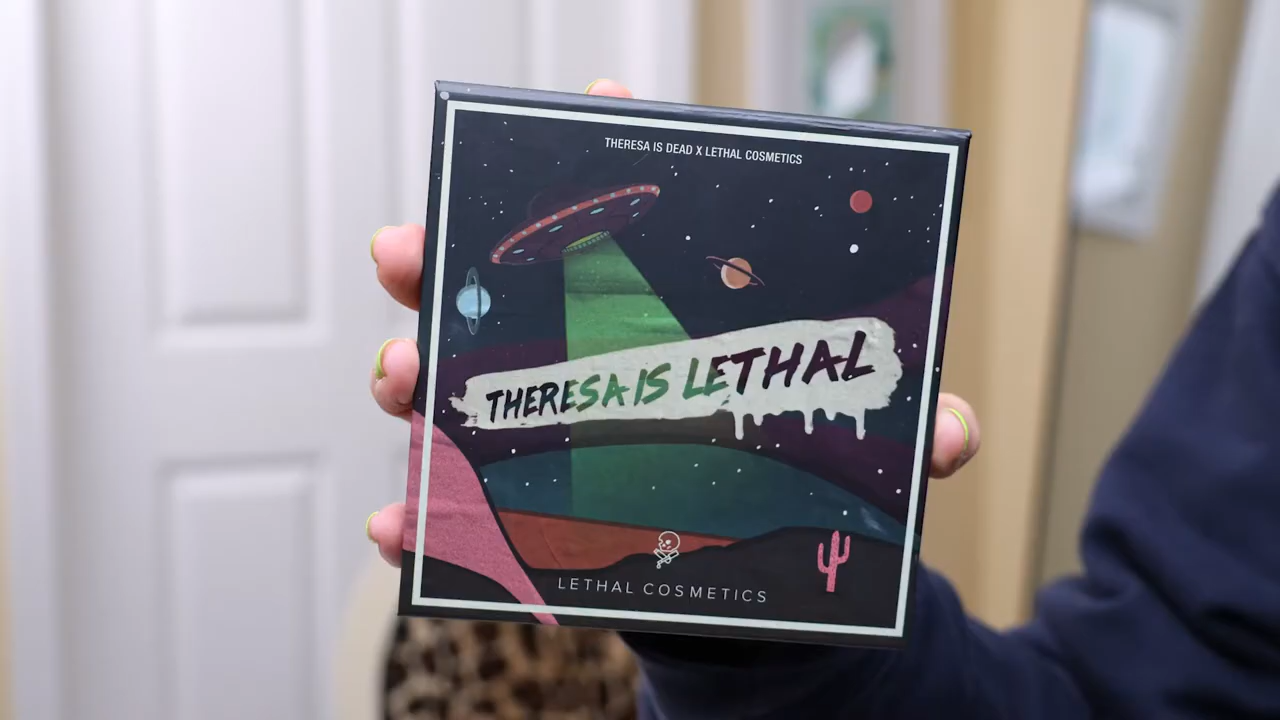 THERESA IS DEAD X LETHAL COSMETICS
THERESA IS LETHAL
LETHAL COSMETICS